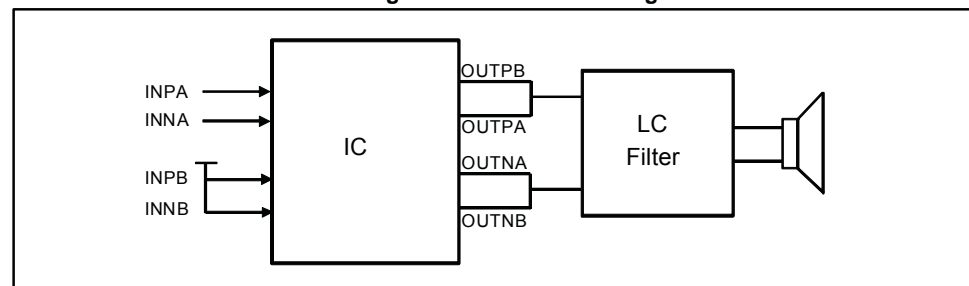 INPA
INNA
INPB
INNB
IC
OUTPB
OUTPA
OUTNA
OUTNB
LC
Filter